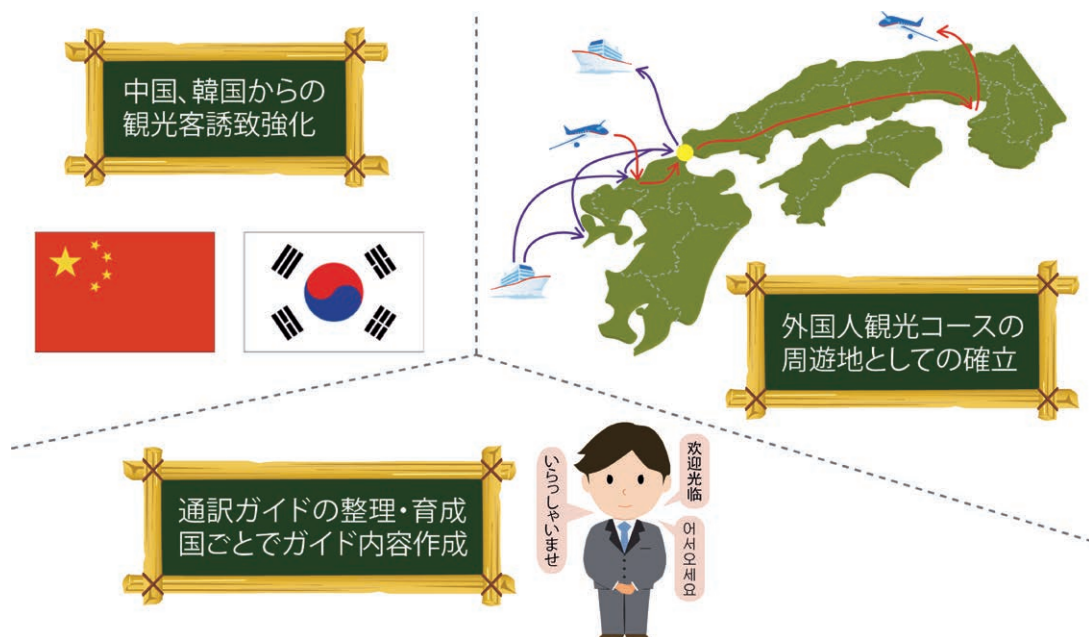 中国、韓国からの
観光客誘致強化
外国人観光コースの
周遊地としての確立
通訳ガイドの整理・育成
国ごとでガイド内容作成
いらっしゃいませ
欢迎光临
어서오세요